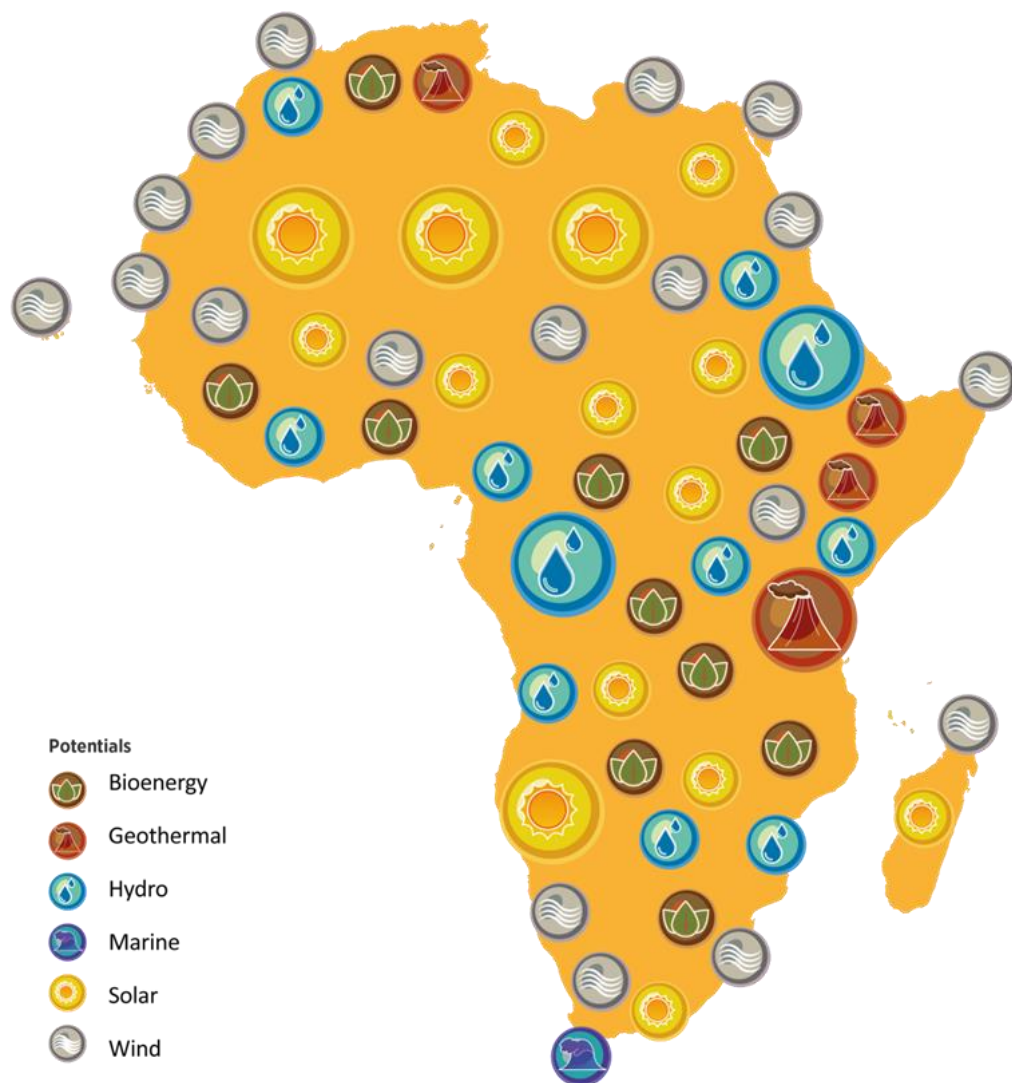 Potentials
Bioenergy
Geothermal
Hydro
Marine
Solar
Wind